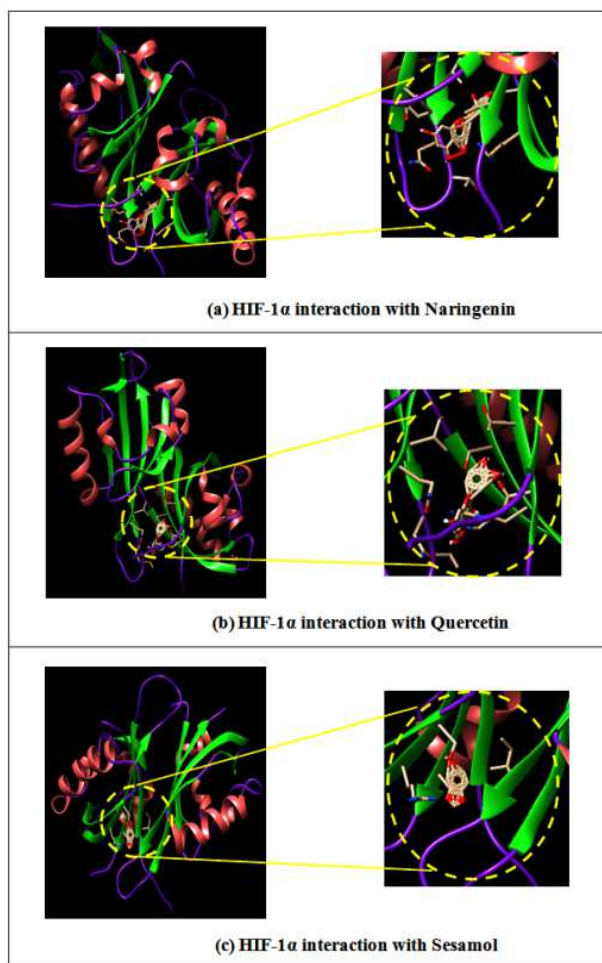 (a) HIF-1α interaction with Naringenin
(b) HIF-1α interaction with Quercetin
(c) HIF-1α interaction with Sesamol